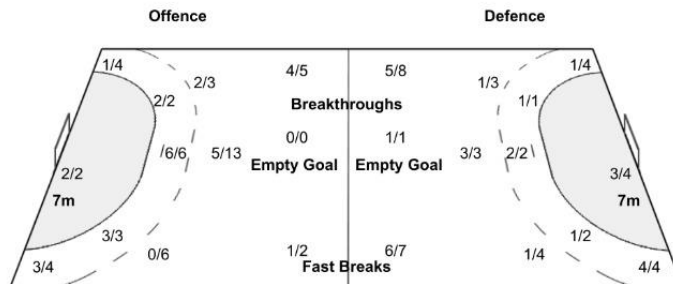 Offence Defence
1/4 4/5 5/8 1/4
2/3 1/3
2/2 Breakthroughs 1/1
0/0 1/1
/6/6 5/13 3/3 2/2
Empty Goal Empty Goal
2/2 3/4
7m 7m
3/3 1/2
0/6 1/2 6/7 1/4
3/4 Fast Breaks 4/4